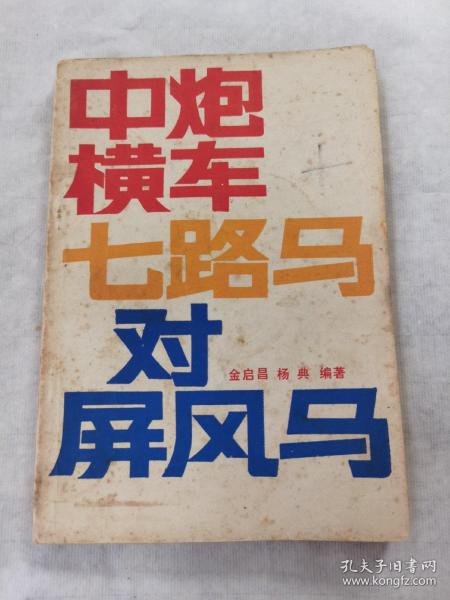 中炮
横车
七路马
对
金启昌 杨典 编著
屏风马
孔夫子旧书网
www.kongfz.com